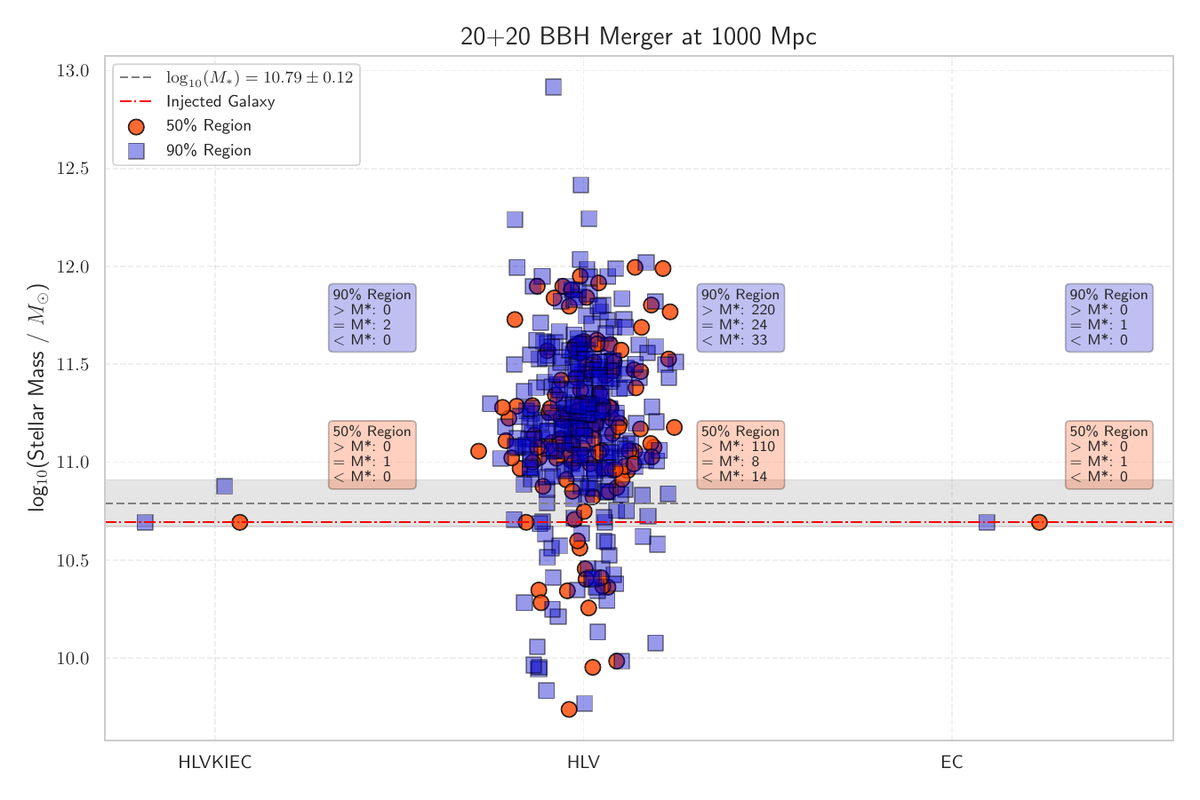 20+20 BBH Merger at 1000 Mpc
log₁₀(M∗) = 10.79 ± 0.12
Injected Galaxy
50% Region
90% Region
log₁₀(Stellar Mass / M⊙)
13.0
12.5
12.0
11.5
11.0
10.5
10.0
90% Region
> M*: 0
= M*: 2
< M*: 0
90% Region
> M*: 220
= M*: 24
< M*: 33
90% Region
> M*: 0
= M*: 1
< M*: 0
50% Region
> M*: 0
= M*: 1
< M*: 0
50% Region
> M*: 110
= M*: 8
< M*: 14
50% Region
> M*: 0
= M*: 1
< M*: 0
HLVKIEC
HLV
EC